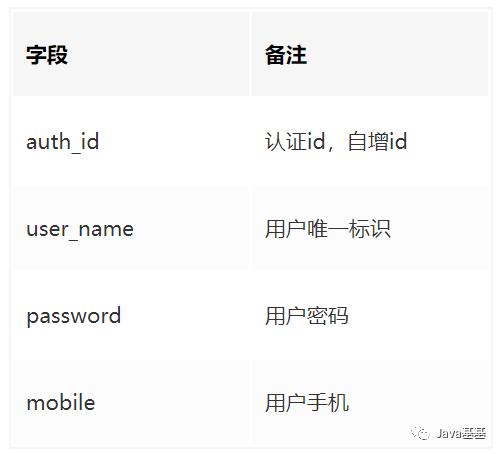 字段 备注
auth_id 认证id，自增id
user_name 用户唯一标识
password 用户密码
mobile 用户手机
Java基基